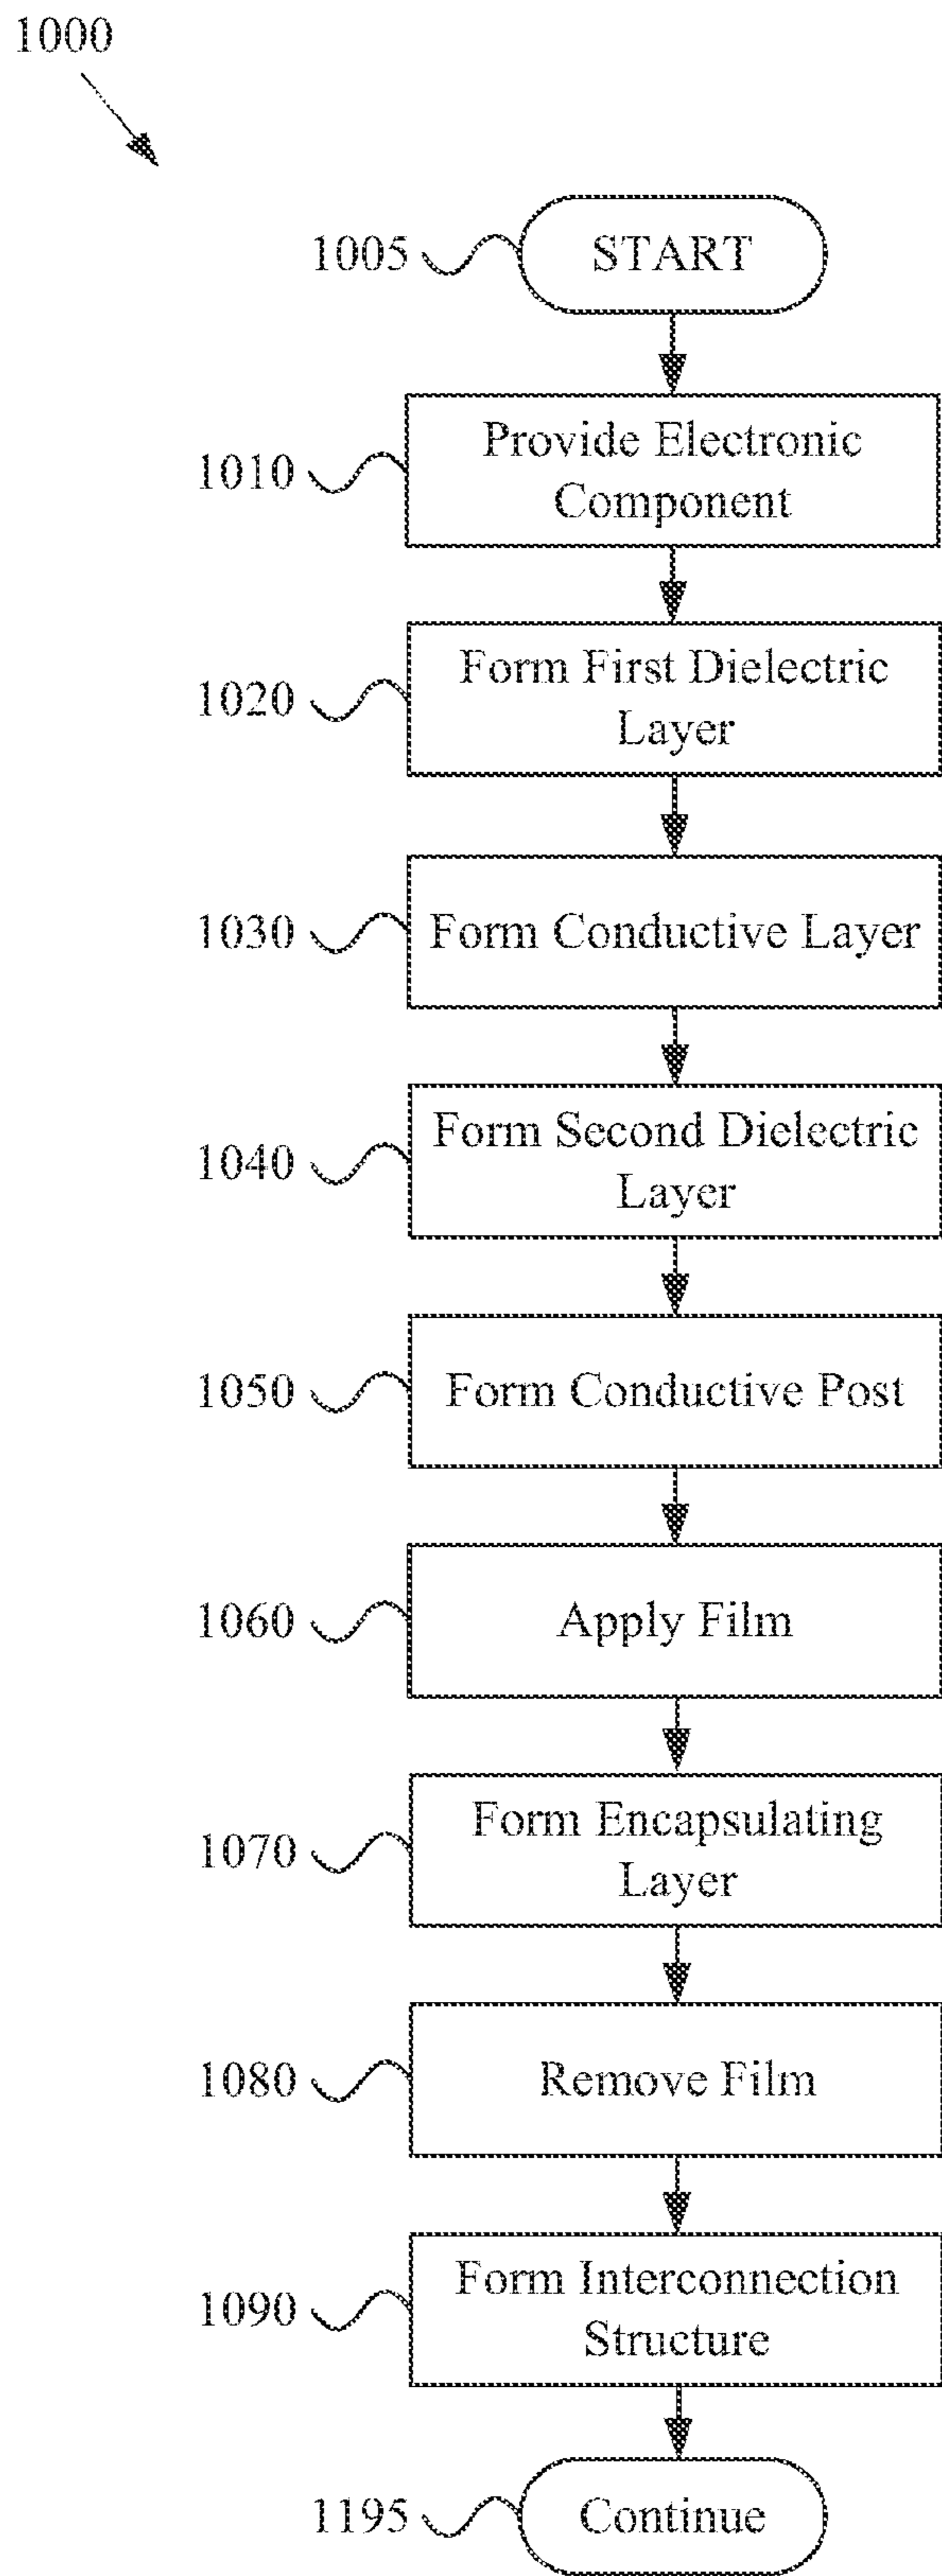 1000
1005 START
1010 Provide Electronic
Component
1020 Form First Dielectric
Layer
1030 Form Conductive Layer
1040 Form Second Dielectric
Layer
1050 Form Conductive Post
1060 Apply Film
1070 Form Encapsulating
Layer
1080 Remove Film
1090 Form Interconnection
Structure
1195 Continue